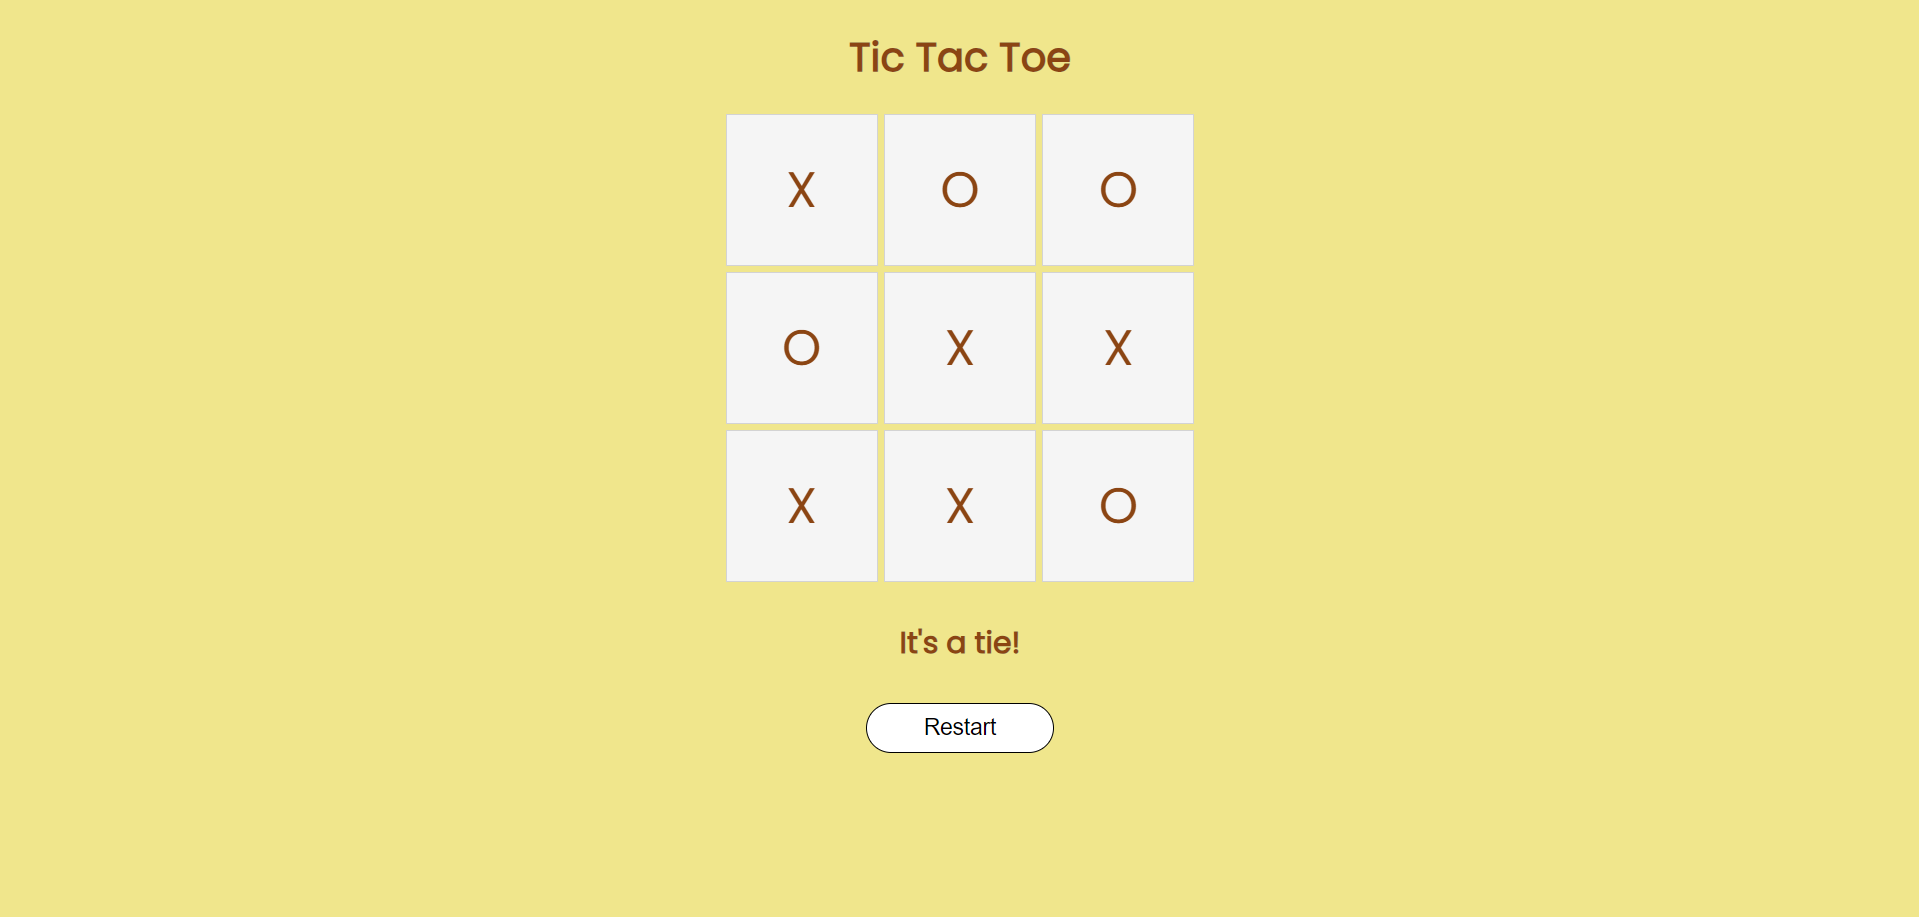 Tic Tac Toe
X O O
O X X
X X O
It's a tie!
Restart